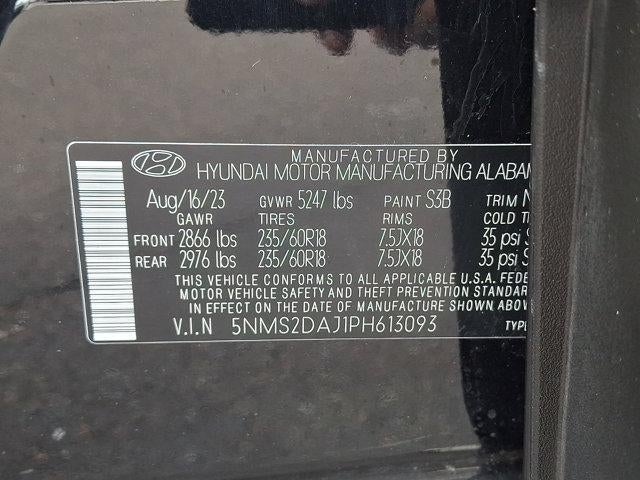 MANUFACTURED BY
HYUNDAI MOTOR MANUFACTURING ALABAM
Aug/16/23 GVWR 5247 lbs PAINT S3B TRIM
GAWR TIRES RIMS COLD
FRONT 2866 lbs 235/60R18 7.5JX18 35 psi
REAR 2976 lbs 235/60R18 7.5JX18 35 psi
THIS VEHICLE CONFORMS TO ALL APPLICABLE U.S.A. FEDE
MOTOR VEHICLE SAFETY AND THEFT PREVENTION STANDAR
IN EFFECT ON THE DATE OF MANUFACTURE SHOWN ABOV
V.I.N 5NMS2DAJ1PH613093 TYPE